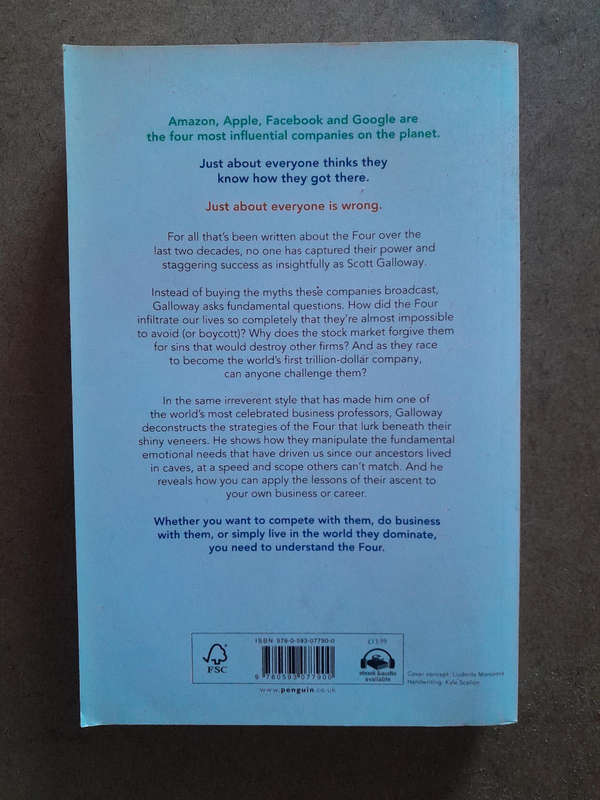 Amazon, Apple, Facebook and Google are
the four most influential companies on the planet.
Just about everyone thinks they
know how they got there.
Just about everyone is wrong.
For all that's been written about the Four over the
last two decades, no one has captured their power and
staggering success as insightfully as Scott Galloway.
Instead of buying the myths these companies broadcast,
Galloway asks fundamental questions. How did the Four
infiltrate our lives so completely that they're almost impossible
to avoid (or boycott)? Why does the stock market forgive them
for sins that would destroy other firms? And as they race
to become the world's first trillion-dollar company,
can anyone challenge them?
In the same irreverent style that has made him one of
the world's most celebrated business professors, Galloway
deconstructs the strategies of the Four that lurk beneath their
shiny veneers. He shows how they manipulate the fundamental
emotional needs that have driven us since our ancestors lived
in caves, at a speed and scope others can't match. And he
reveals how you can apply the lessons of their ascent to
your own business or career.
Whether you want to compete with them, do business
with them, or simply live in the world they dominate,
you need to understand the Four.
FSC
ISBN 978-0-593-07790-0
9 780593 077900
www.penguin.co.uk
ebook &audio
available
Cover concept:
Handwriting: Kyle Scallon